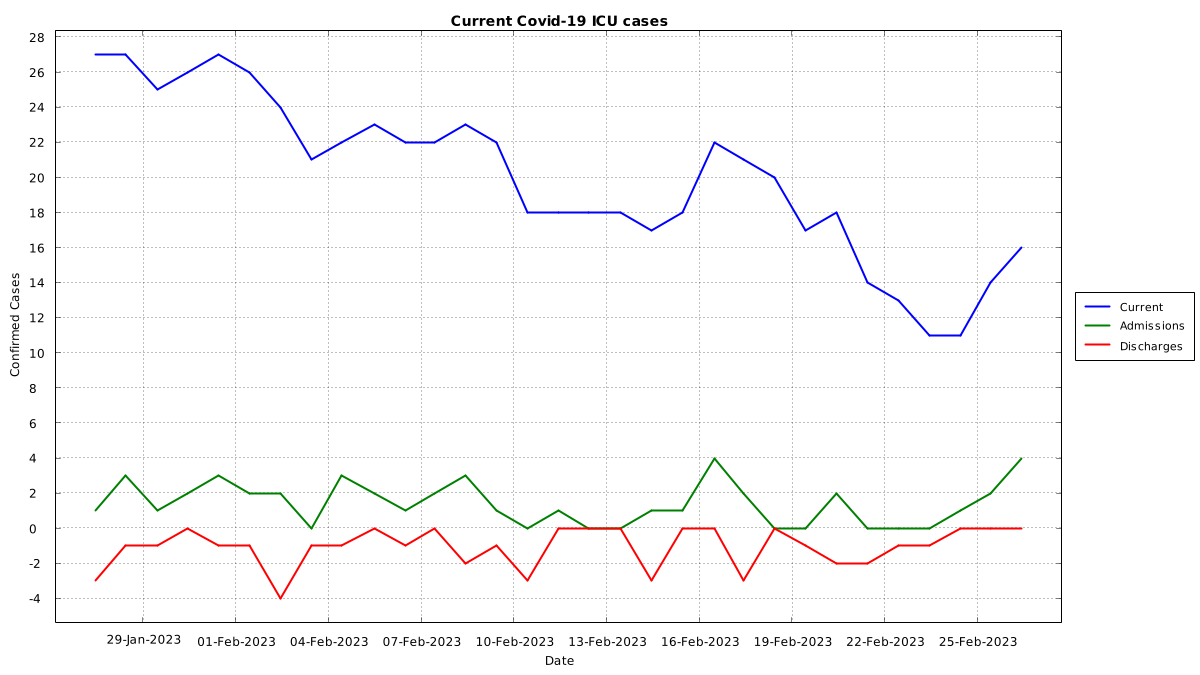 Current Covid-19 ICU cases
28
26
24
22
20
18
16
14
12
10
8
6
4
2
0
-2
-4
Confirmed Cases
29-Jan-2023 01-Feb-2023 04-Feb-2023 07-Feb-2023 10-Feb-2023 13-Feb-2023 16-Feb-2023 19-Feb-2023 22-Feb-2023 25-Feb-2023
Date
Current
Admissions
Discharges